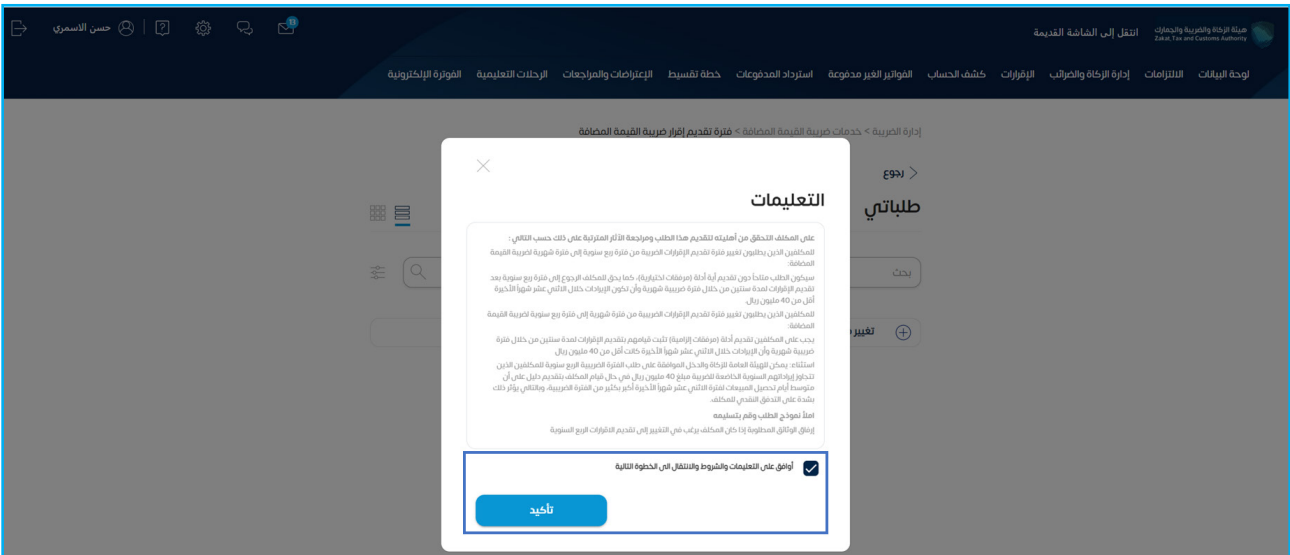 هيئة الزكاة والضريبة والجمارك
Zakat, Tax and Customs Authority
انتقل إلى الشاشة القديمة
13
حسن الاسمري
لوحة البيانات الالتزامات إدارة الزكاة والضرائب الإقرارات كشف الحساب الفواتير الغير مدفوعة استرداد المدفوعات خطة تقسيط الإعتراضات والمراجعات الرحلات التعليمية الفوترة الإلكترونية
إدارة الضريبة > خدمات ضريبة القيمة المضافة > فترة تقديم إقرار ضريبة القيمة المضافة
رجوع
طلباتي
بحث
تغيير
التعليمات
على المكلف التحقق من أهليته لتقديم هذا الطلب ومراجعة الآثار المترتبة على ذلك حسب التالي :
للمكلفين الذين يطلبون تغيير فترة تقديم الإقرارات الضريبة من فترة ربع سنوية إلى فترة شهرية لضريبة القيمة
المضافة:
سيكون الطلب متاحاً دون تقديم أية أدلة (مرفقات اختيارية)، كما يحق للمكلف الرجوع إلى فترة ربع سنوية بعد
تقديم الإقرارات لمدة سنتين من خلال فترة ضريبية شهرية وأن تكون الإيرادات خلال الاثني عشر شهراً الأخيرة
أقل من 40 مليون ريال.
للمكلفين الذين يطلبون تغيير فترة تقديم الإقرارات الضريبية من فترة شهرية إلى فترة ربع سنوية لضريبة القيمة
المضافة:
يجب على المكلفين تقديم أدلة (مرفقات إلزامية) تثبت قيامهم بتقديم الإقرارات لمدة سنتين من خلال فترة
ضريبية شهرية وأن الإيرادات خلال الاثني عشر شهراً الأخيرة كانت أقل من 40 مليون ريال
استثناء: يمكن للهيئة العامة للزكاة والدخل الموافقة على طلب الفترة الضريبية الربع سنوية للمكلفين الذين
تتجاوز إيراداتهم السنوية الخاضعة للضريبة مبلغ 40 مليون ريال في حال قيام المكلف بتقديم دليل على أن
متوسط أيام تحصيل المبيعات لفترة الاثني عشر شهراً الأخيرة أكبر بكثير من الفترة الضريبية، وبالتالي يؤثر ذلك
بشدة على التدفق النقدي للمكلف.
املأ نموذج الطلب وقم بتسليمه
إرفاق الوثائق المطلوبة إذا كان المكلف يرغب في التغيير إلى تقديم الاقرارات الربع السنوية
أوافق على التعليمات والشروط والانتقال الى الخطوة التالية
تأكيد